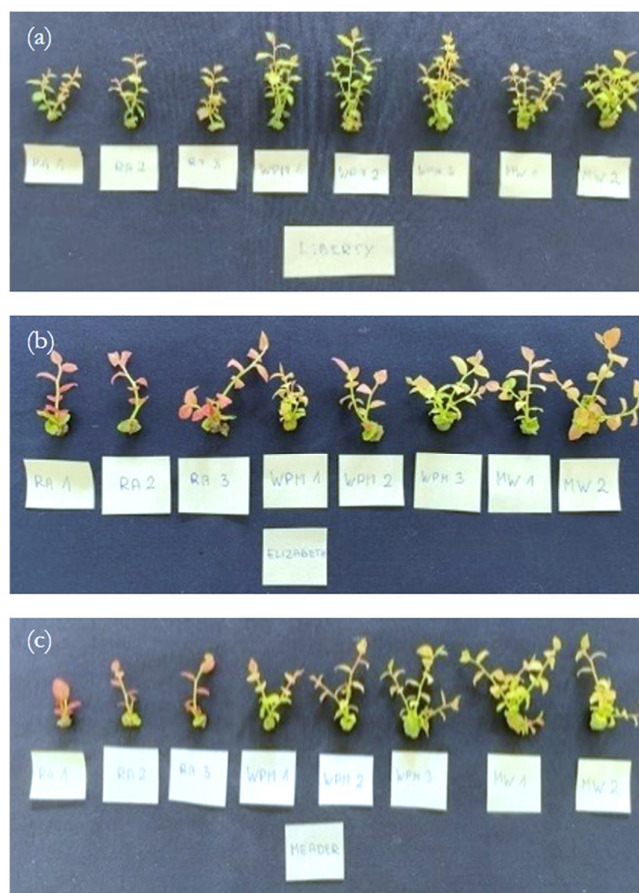 (a)
RA 1
RA 2
RA 3
WPM 1
WPM 2
WPM 3
MW 1
MW 2
LIBERTY
(b)
RA 1
RA 2
RA 3
WPM 1
WPM 2
WPM 3
MW 1
MW 2
ELIZABETH
(c)
RA 1
RA 2
RA 3
WPM 1
WPM 2
WPM 3
MW 1
MW 2
MEADER